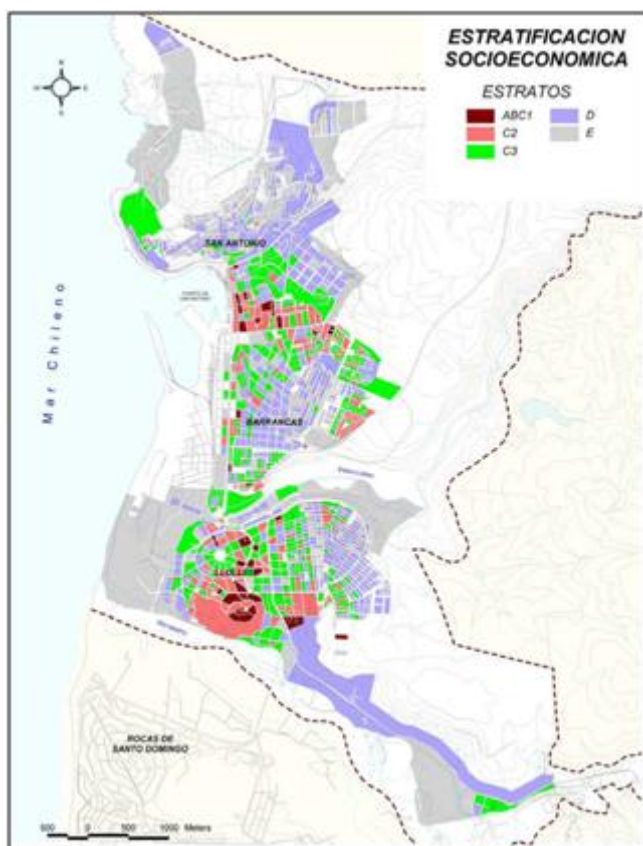 ESTRATIFICACION
SOCIOECONOMICA
ESTRATOS
ABC1
D
C2
E
C3
SAN ANTONIO
Mar Chileno
BARRANCAS
ROCAS DE
SANTO DOMINGO
500 0 500 1000 Meters